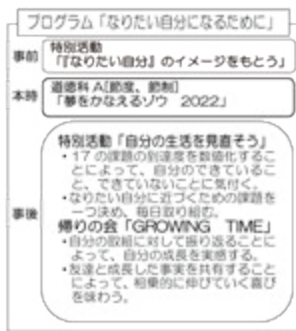 プログラム「なりたい自分になるために」
事前
特別活動
「『なりたい自分』のイメージをもとう」
本時
道徳科 A[節度、節制]
「夢をかなえるゾウ 2022」
事後
特別活動「自分の生活を見直そう」
・17の課題の到達度を数値化するこ
とによって、自分のできているこ
と、できていないことに気付く。
・なりたい自分に近づくための課題を
一つ決め、毎日取り組む。
帰りの会「GROWING TIME」
・自分の取組に対して振り返ることに
よって、自分の成長を実感する。
・友達と成長した事実を共有すること
によって、相乗的に伸びていく喜び
を味わう。